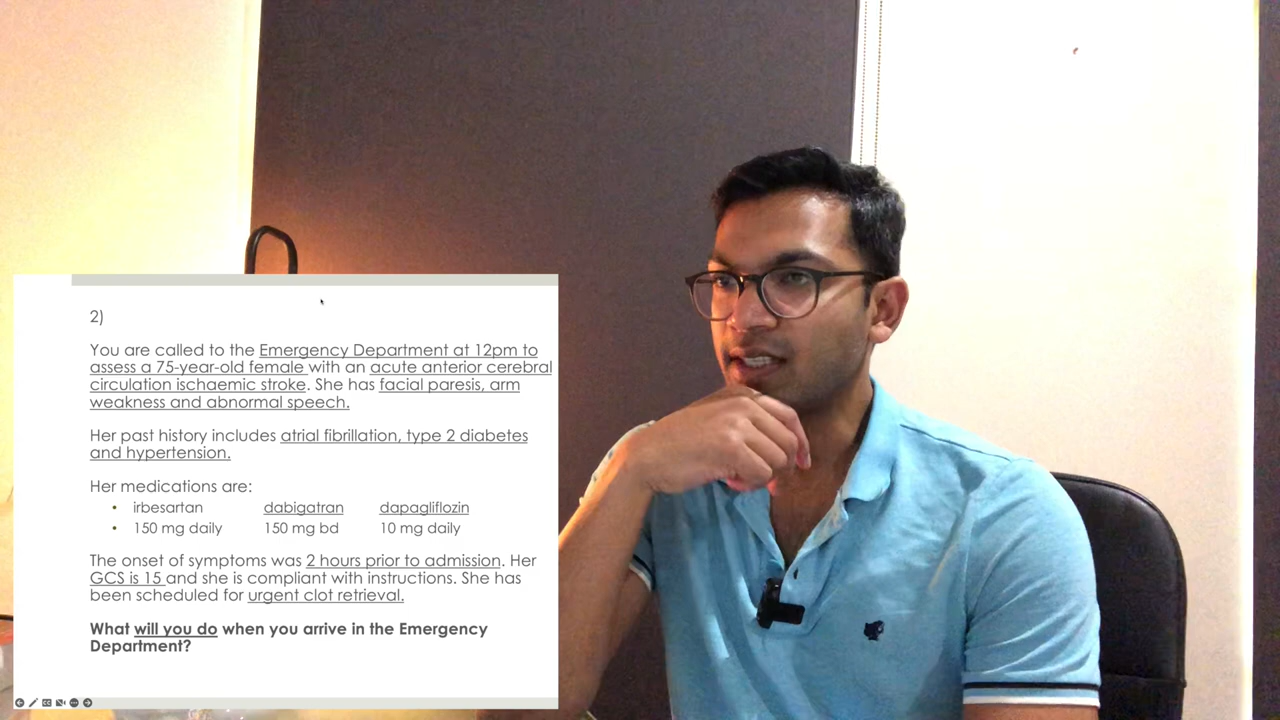 2)
You are called to the Emergency Department at 12pm to
assess a 75-year-old female with an acute anterior cerebral
circulation ischaemic stroke. She has facial paresis, arm
weakness and abnormal speech.
Her past history includes atrial fibrillation, type 2 diabetes
and hypertension.
Her medications are:
• irbesartan dabigatran dapagliflozin
• 150 mg daily 150 mg bd 10 mg daily
The onset of symptoms was 2 hours prior to admission. Her
GCS is 15 and she is compliant with instructions. She has
been scheduled for urgent clot retrieval.
What will you do when you arrive in the Emergency
Department?